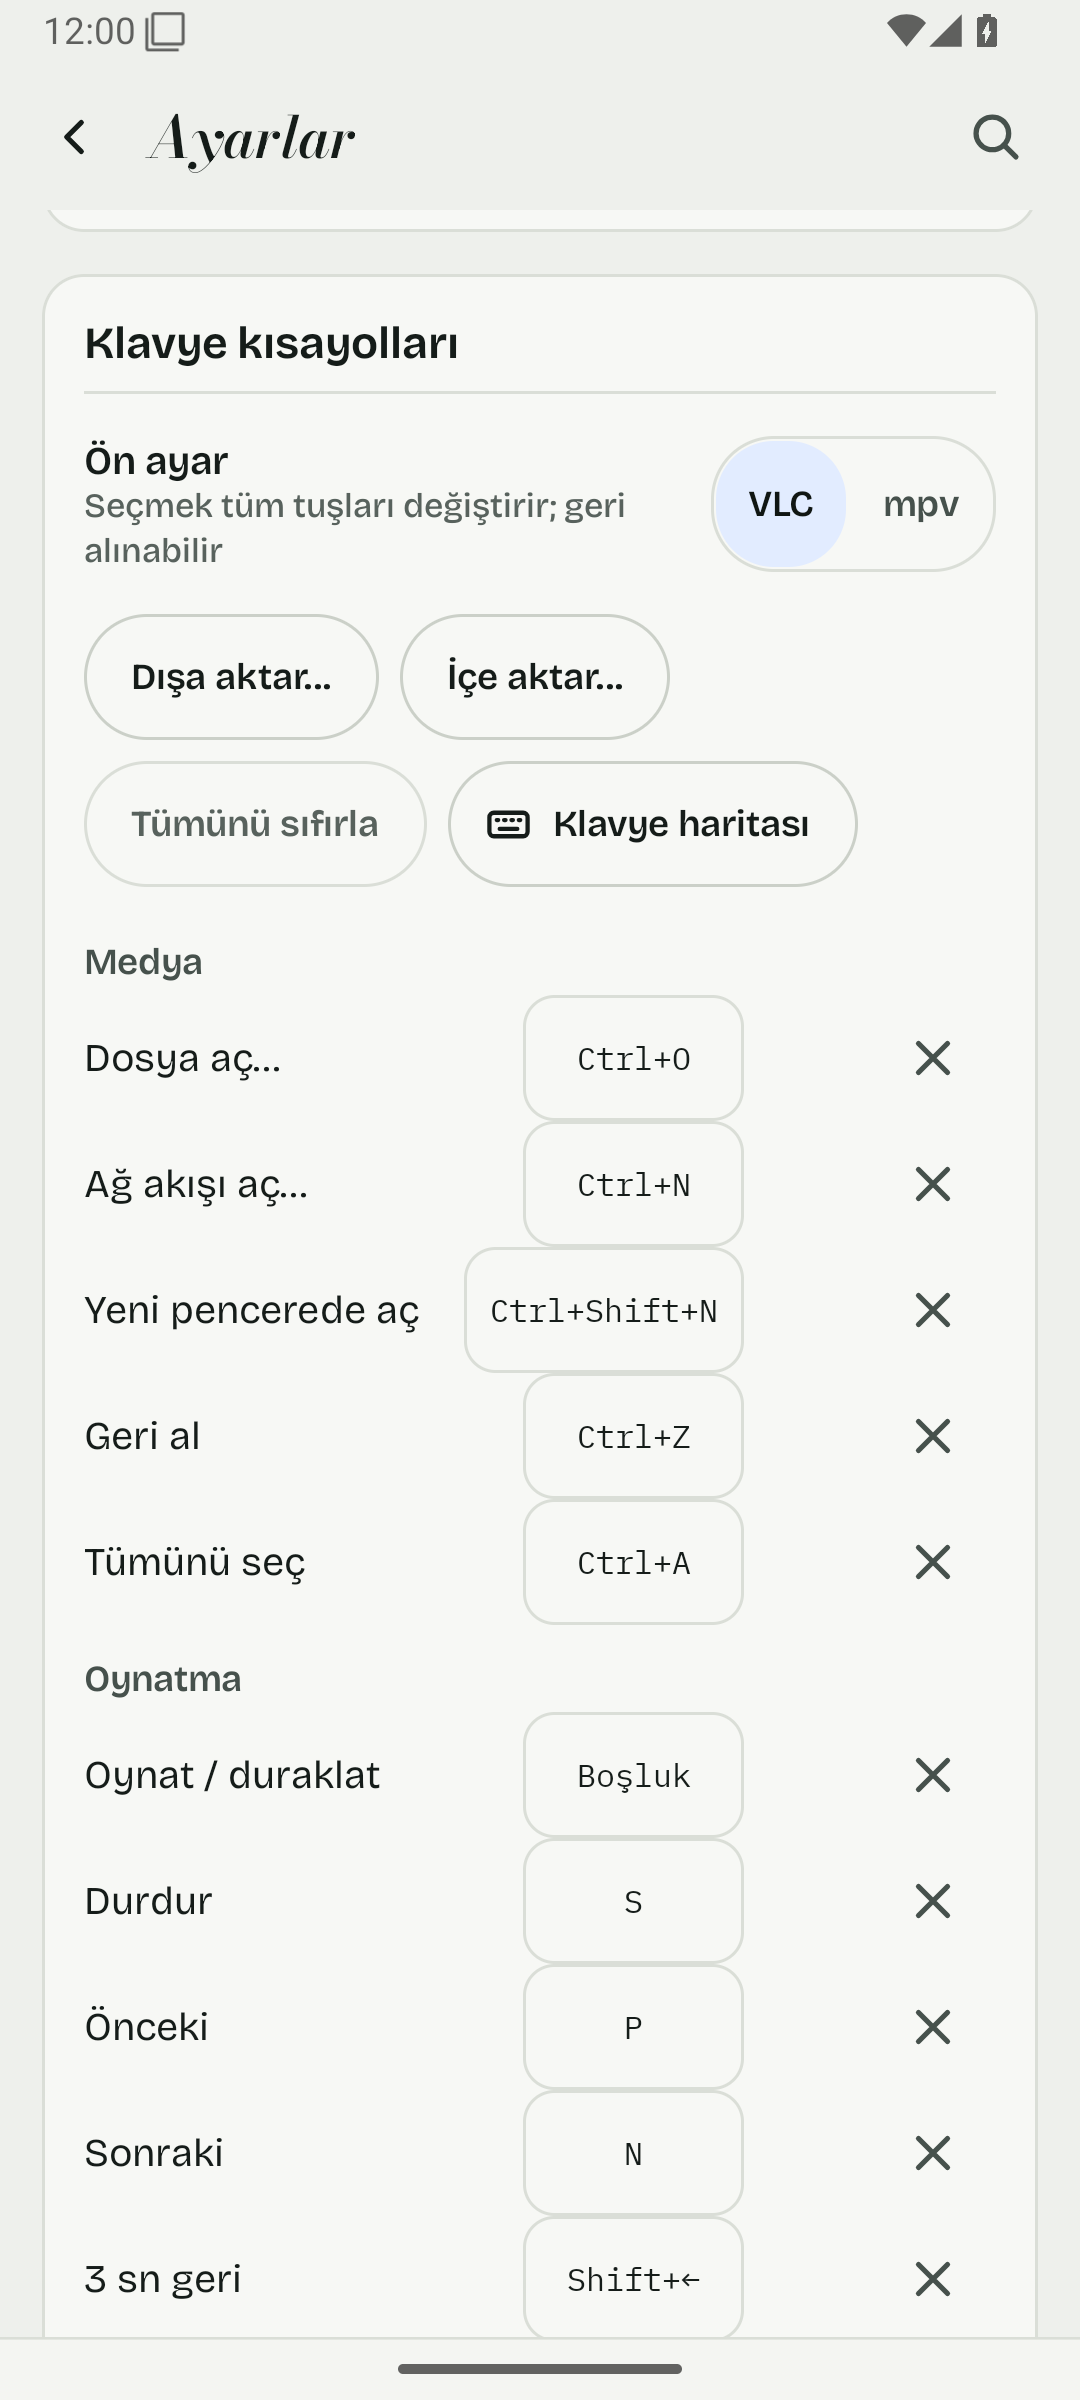 12:00
Ayarlar
Klavye kısayolları
Ön ayar
Seçmek tüm tuşları değiştirir; geri
alınabilir
VLC
mpv
Dışa aktar...
İçe aktar...
Tümünü sıfırla
Klavye haritası
Medya
Dosya aç...
Ctrl+O
Ağ akışı aç...
Ctrl+N
Yeni pencerede aç
Ctrl+Shift+N
Geri al
Ctrl+Z
Tümünü seç
Ctrl+A
Oynatma
Oynat / duraklat
Boşluk
Durdur
S
Önceki
P
Sonraki
N
3 sn geri
Shift+←